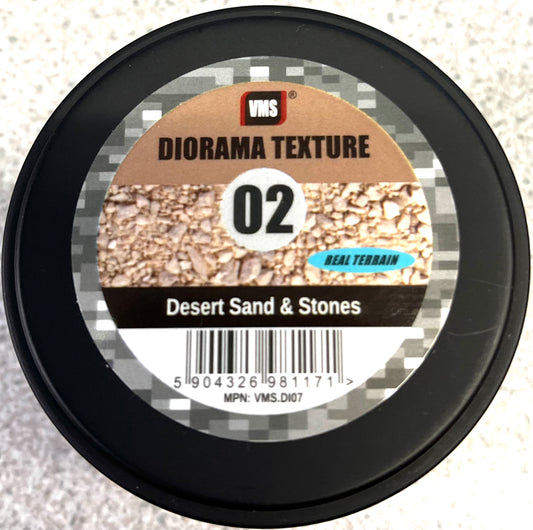 VMS®
DIORAMA TEXTURE
02
REAL TERRAIN
Desert Sand & Stones
5 904326 981171 >
MPN: VMS.DI07